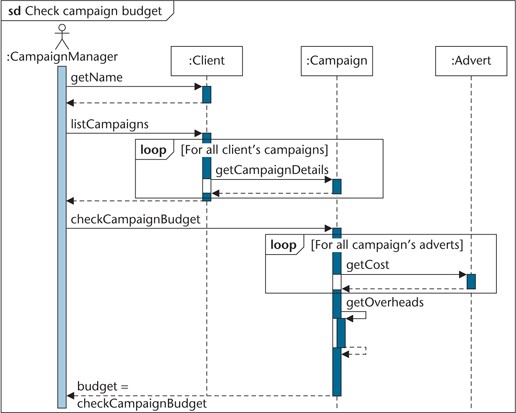 sd Check campaign budget
:CampaignManager
:Client
:Campaign
:Advert
getName
listCampaigns
loop [For all client's campaigns]
getCampaignDetails
checkCampaignBudget
loop [For all campaign's adverts]
getCost
getOverheads
budget =
checkCampaignBudget